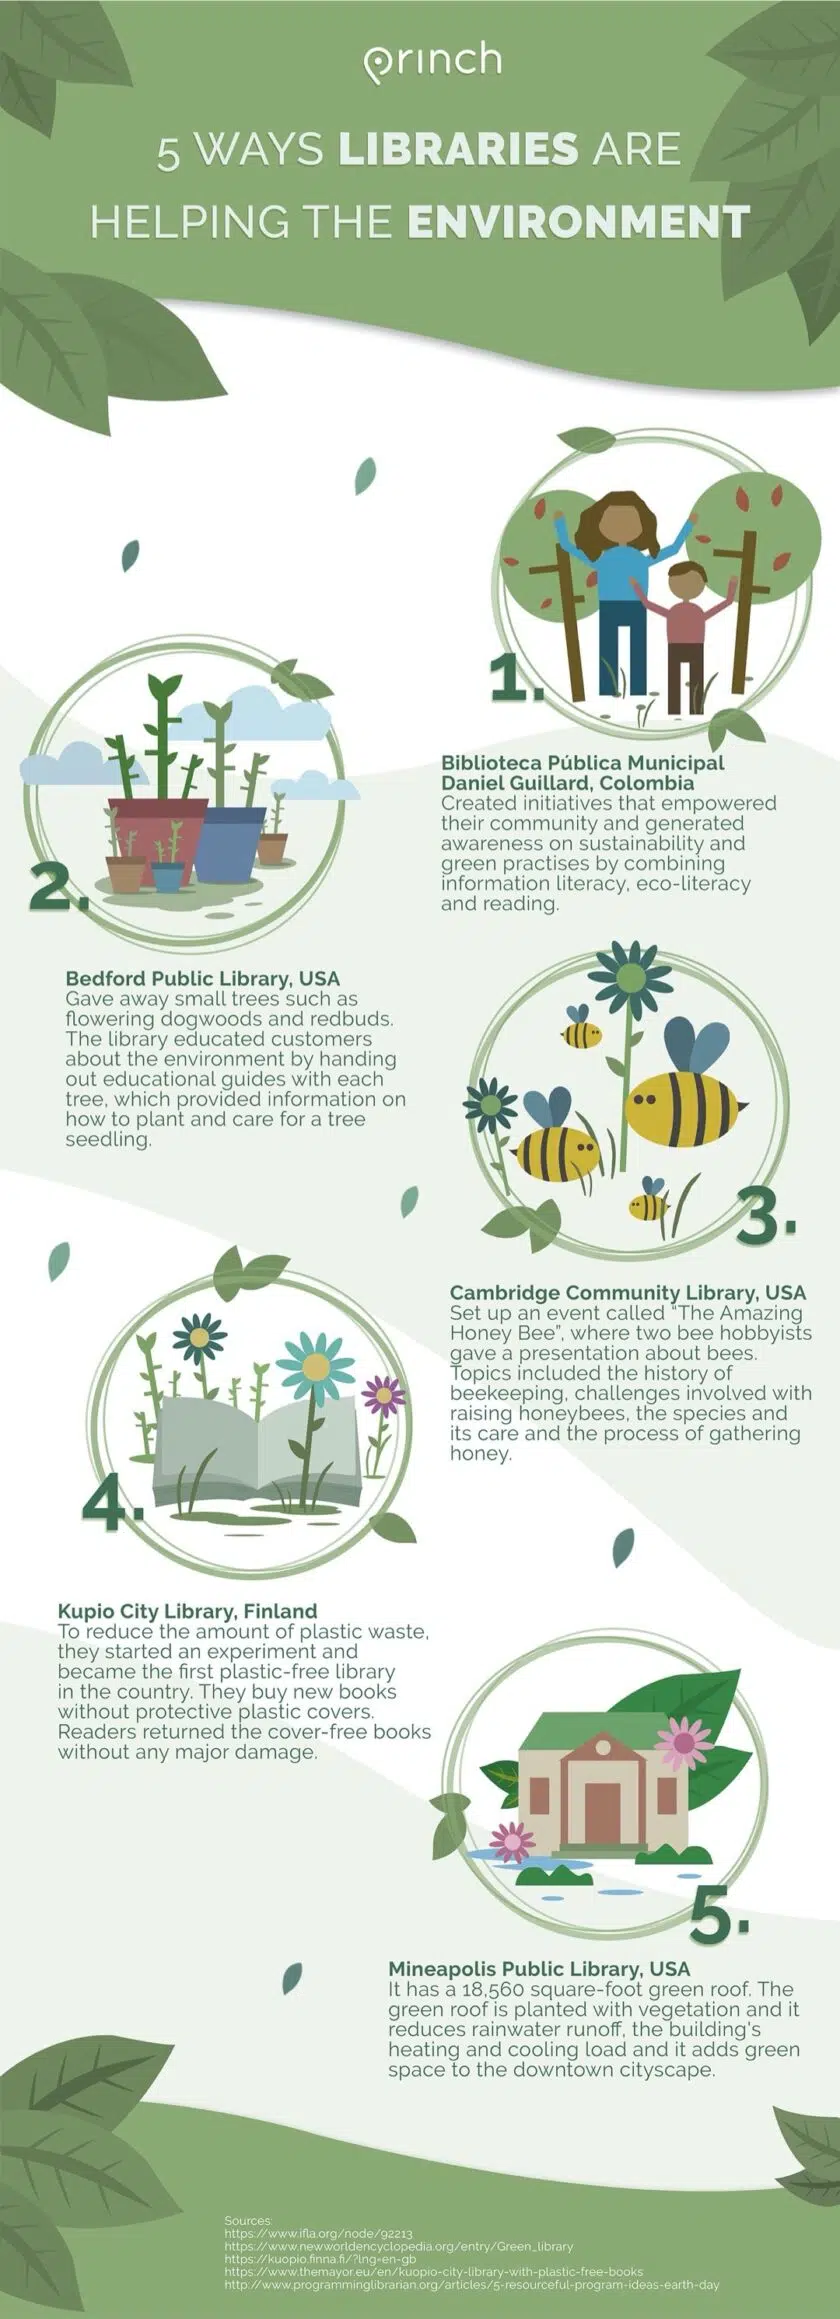 Princh
5 WAYS LIBRARIES ARE
HELPING THE ENVIRONMENT
1.
Biblioteca Pública Municipal
Daniel Guillard, Colombia
Created initiatives that empowered
their community and generated
awareness on sustainability and
green practises by combining
information literacy, eco-literacy
and reading.
2.
Bedford Public Library, USA
Gave away small trees such as
flowering dogwoods and redbuds.
The library educated customers
about the environment by handing
out educational guides with each
tree, which provided information on
how to plant and care for a tree
seedling.
3.
Cambridge Community Library, USA
Set up an event called "The Amazing
Honey Bee", where two bee hobbyists
gave a presentation about bees.
Topics included the history of
beekeeping, challenges involved with
raising honeybees, the species and
its care and the process of gathering
honey.
4.
Kupio City Library, Finland
To reduce the amount of plastic waste,
they started an experiment and
became the first plastic-free library
in the country. They buy new books
without protective plastic covers.
Readers returned the cover-free books
without any major damage.
5.
Mineapolis Public Library, USA
It has a 18,560 square-foot green roof. The
green roof is planted with vegetation and it
reduces rainwater runoff, the building's
heating and cooling load and it adds green
space to the downtown cityscape.
Sources:
https://www.ifla.org/node/92213
https://www.newworldencyclopedia.org/entry/Green_library
https://kuopio.finna.fi/?lng=en-gb
https://www.themayor.eu/en/kuopio-city-library-with-plastic-free-books
http://www.programminglibrarian.org/articles/5-resourceful-program-ideas-earth-day